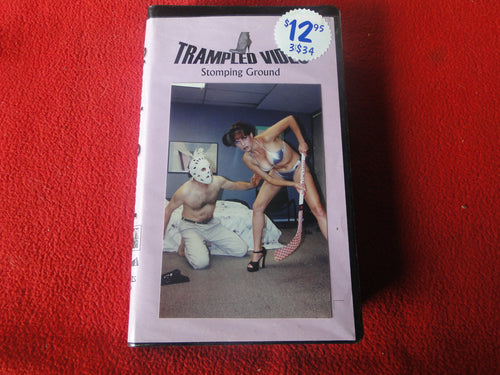 $12.95
3/$34
TRAMPLED VIDEO
Stomping Ground